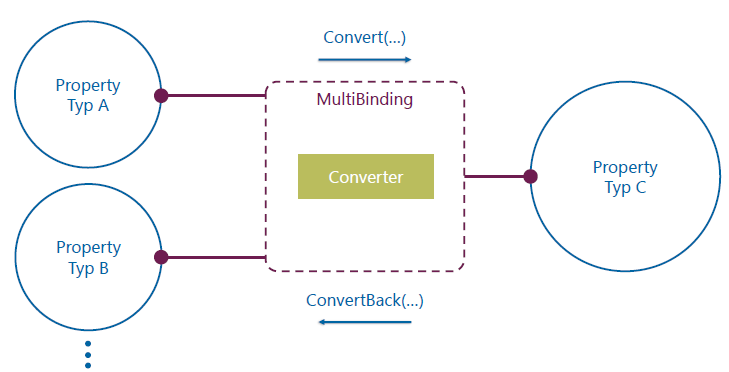 Convert(...)
Property
Typ A
MultiBinding
Converter
Property
Typ C
Property
Typ B
ConvertBack(...)